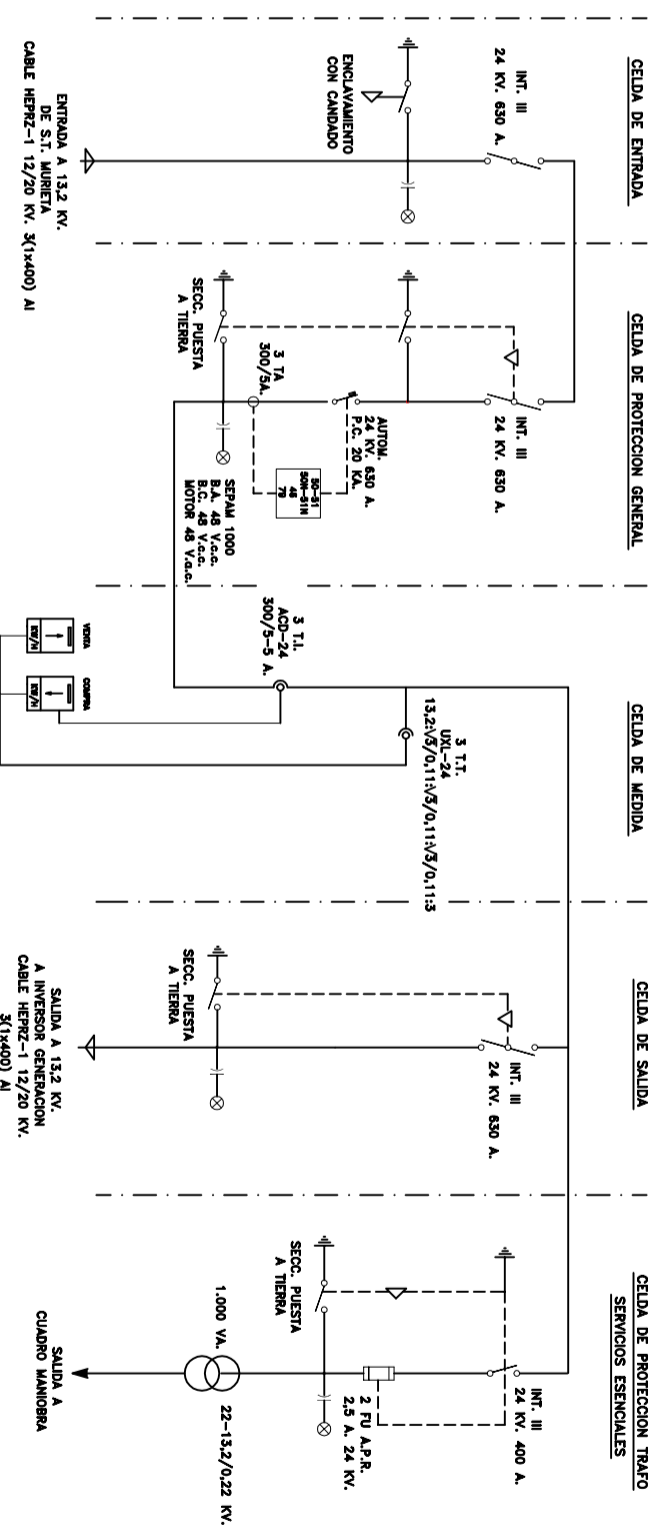 CELDA DE ENTRADA
INT. III
24 KV. 630 A.
ENCLAVAMIENTO
CON CANDADO
ENTRADA A 13,2 KV.
DE S.T. MURIETA
CABLE HEPRZ-1 12/20 KV. 3(1x400) Al
CELDA DE PROTECCION GENERAL
INT. III
24 KV. 630 A.
SECC. PUESTA
A TIERRA
3 TA
300/5A.
AUTOM.
24 KV. 630 A.
P.C. 20 KA.
50-51
50N-51N
46
79
SEPAM 1000
B.A. 48 V.c.c.
B.C. 48 V.c.c.
MOTOR 48 V.a.c.
CELDA DE MEDIDA
3 T.T.
UXL-24
13,2:√3/0,11:√3/0,11:√3/0,11:3
3 T.I.
ACD-24
300/5-5 A.
VENTA
KW/H
COMPRA
KW/H
CELDA DE SALIDA
INT. III
24 KV. 630 A.
SECC. PUESTA
A TIERRA
SALIDA A 13,2 KV.
A INVERSOR GENERACION
CABLE HEPRZ-1 12/20 KV.
3(1x400) Al
CELDA DE PROTECCION TRAFO
SERVICIOS ESENCIALES
INT. III
24 KV. 400 A.
SECC. PUESTA
A TIERRA
2 FU A.P.R.
2,5 A. 24 KV.
1.000 VA.
22-13,2/0,22 KV.
SALIDA A
CUADRO MANIOBRA